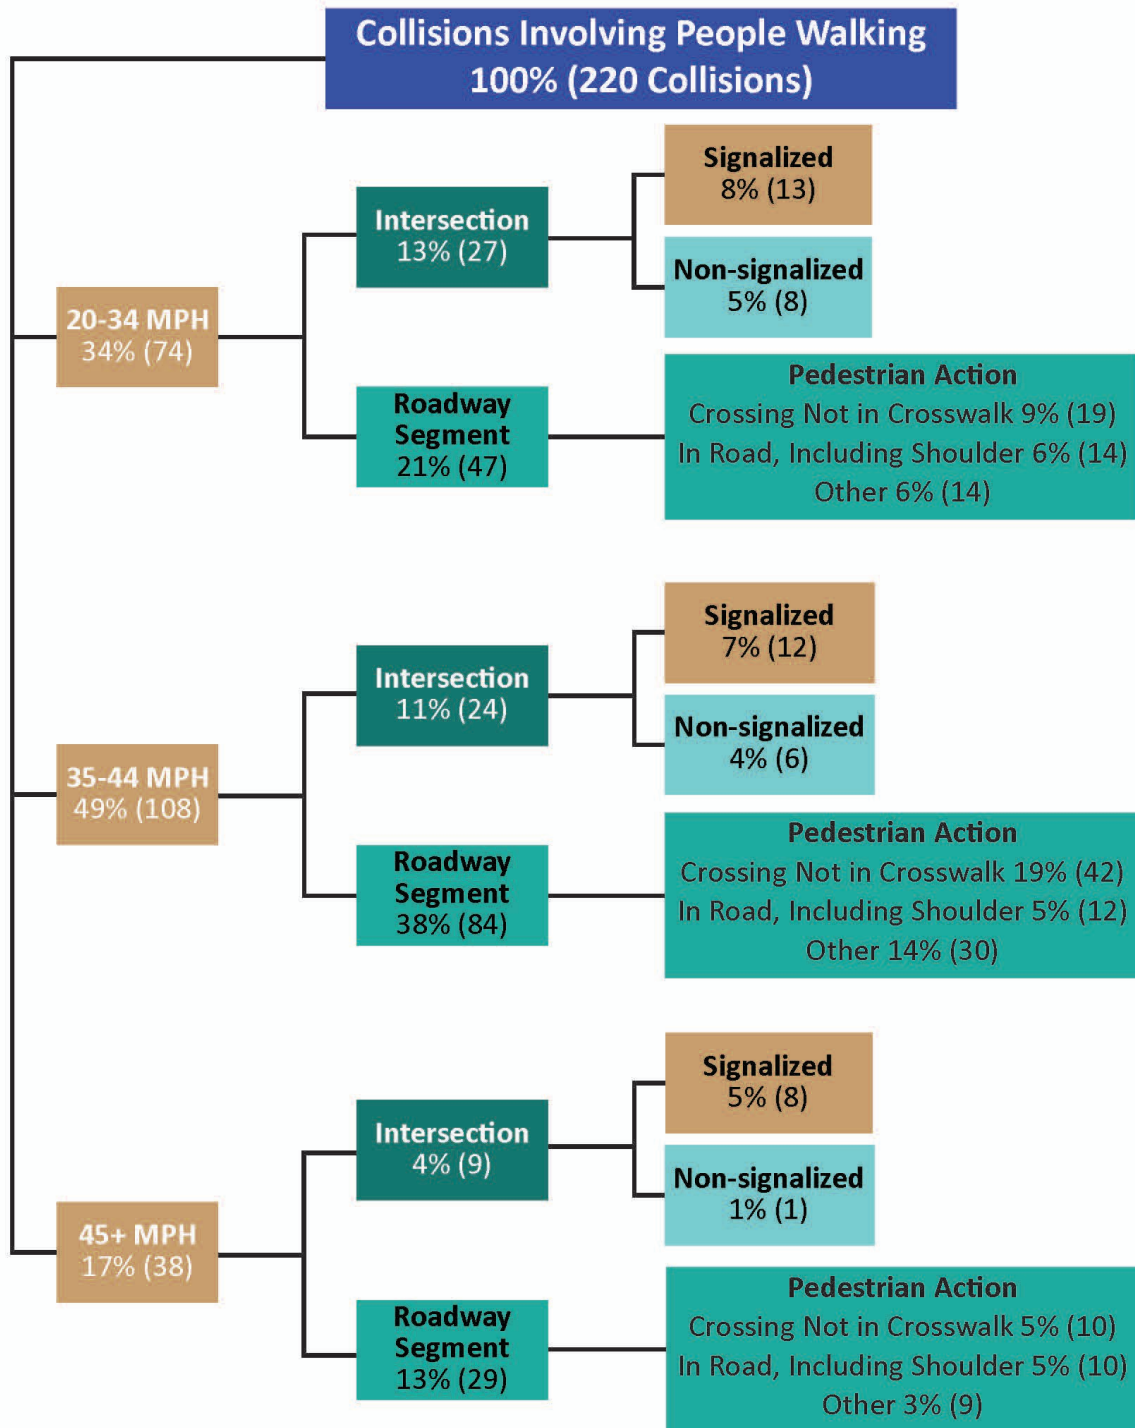 Collisions Involving People Walking
100% (220 Collisions)
Signalized
8% (13)
Intersection
13% (27)
Non-signalized
5% (8)
20-34 MPH
34% (74)
Roadway
Segment
21% (47)
Pedestrian Action
Crossing Not in Crosswalk 9% (19)
In Road, Including Shoulder 6% (14)
Other 6% (14)
Signalized
7% (12)
Intersection
11% (24)
Non-signalized
4% (6)
35-44 MPH
49% (108)
Roadway
Segment
38% (84)
Pedestrian Action
Crossing Not in Crosswalk 19% (42)
In Road, Including Shoulder 5% (12)
Other 14% (30)
Signalized
5% (8)
Intersection
4% (9)
Non-signalized
1% (1)
45+ MPH
17% (38)
Roadway
Segment
13% (29)
Pedestrian Action
Crossing Not in Crosswalk 5% (10)
In Road, Including Shoulder 5% (10)
Other 3% (9)